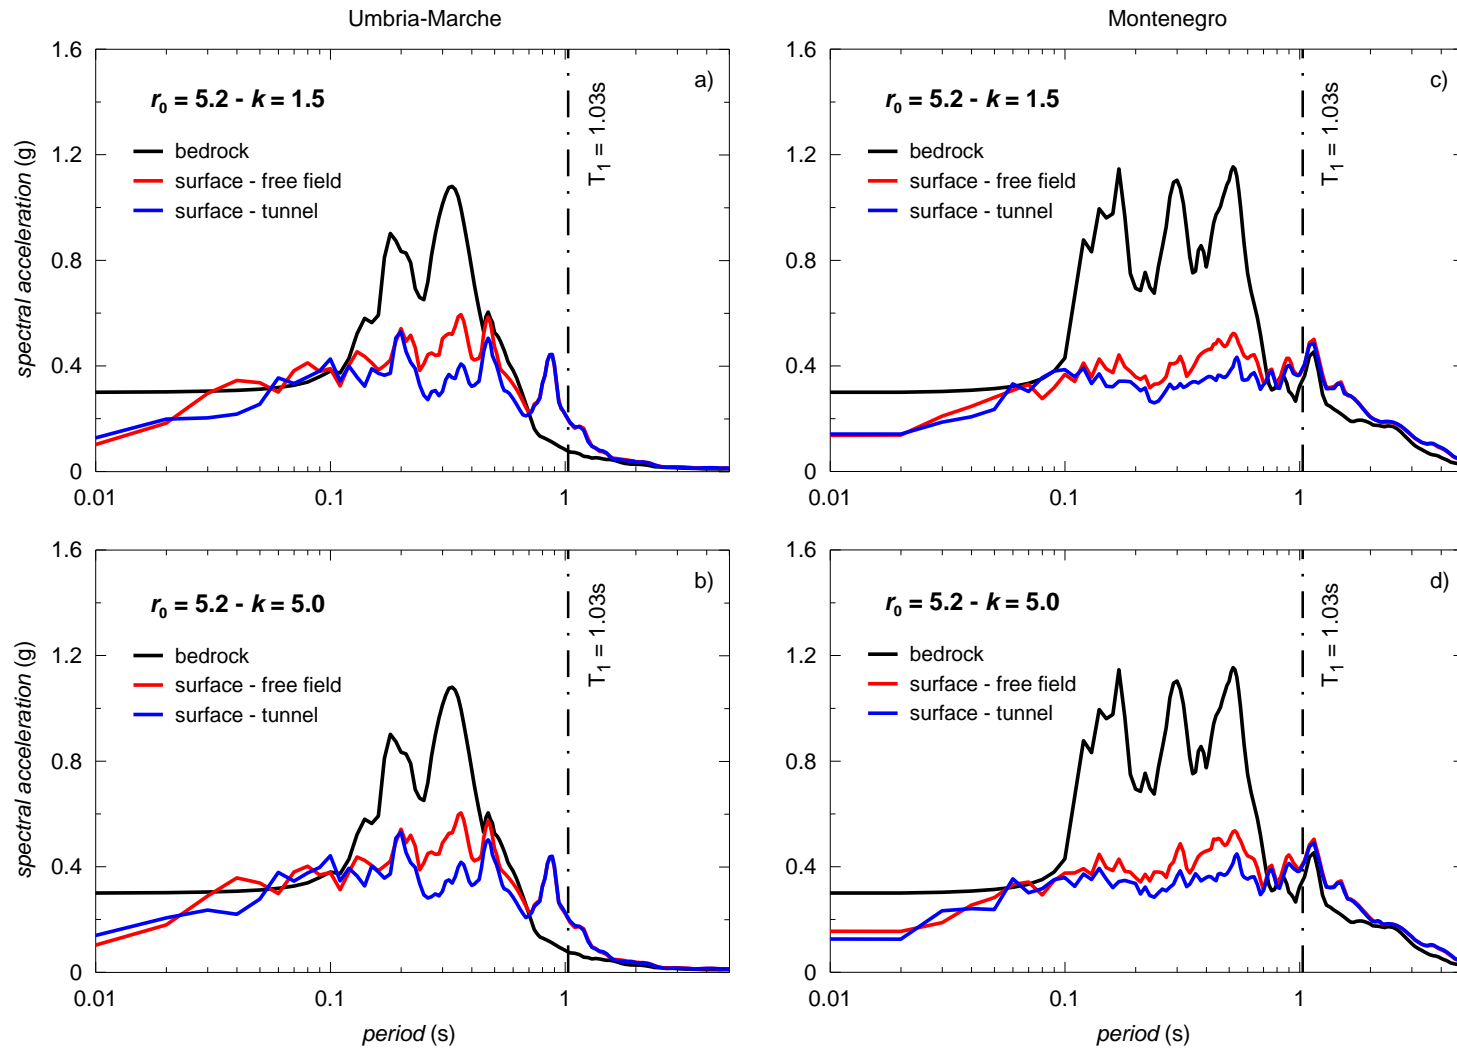 Umbria-Marche
Montenegro
1.6
1.2
0.8
0.4
0
spectral acceleration (g)
a)
r0 = 5.2 - k = 1.5
bedrock
surface - free field
surface - tunnel
T1 = 1.03s
0.01 0.1 1
1.6
1.2
0.8
0.4
0
c)
r0 = 5.2 - k = 1.5
bedrock
surface - free field
surface - tunnel
T1 = 1.03s
0.01 0.1 1
1.6
1.2
0.8
0.4
0
spectral acceleration (g)
b)
r0 = 5.2 - k = 5.0
bedrock
surface - free field
surface - tunnel
T1 = 1.03s
0.01 0.1 1
period (s)
1.6
1.2
0.8
0.4
0
d)
r0 = 5.2 - k = 5.0
bedrock
surface - free field
surface - tunnel
T1 = 1.03s
0.01 0.1 1
period (s)